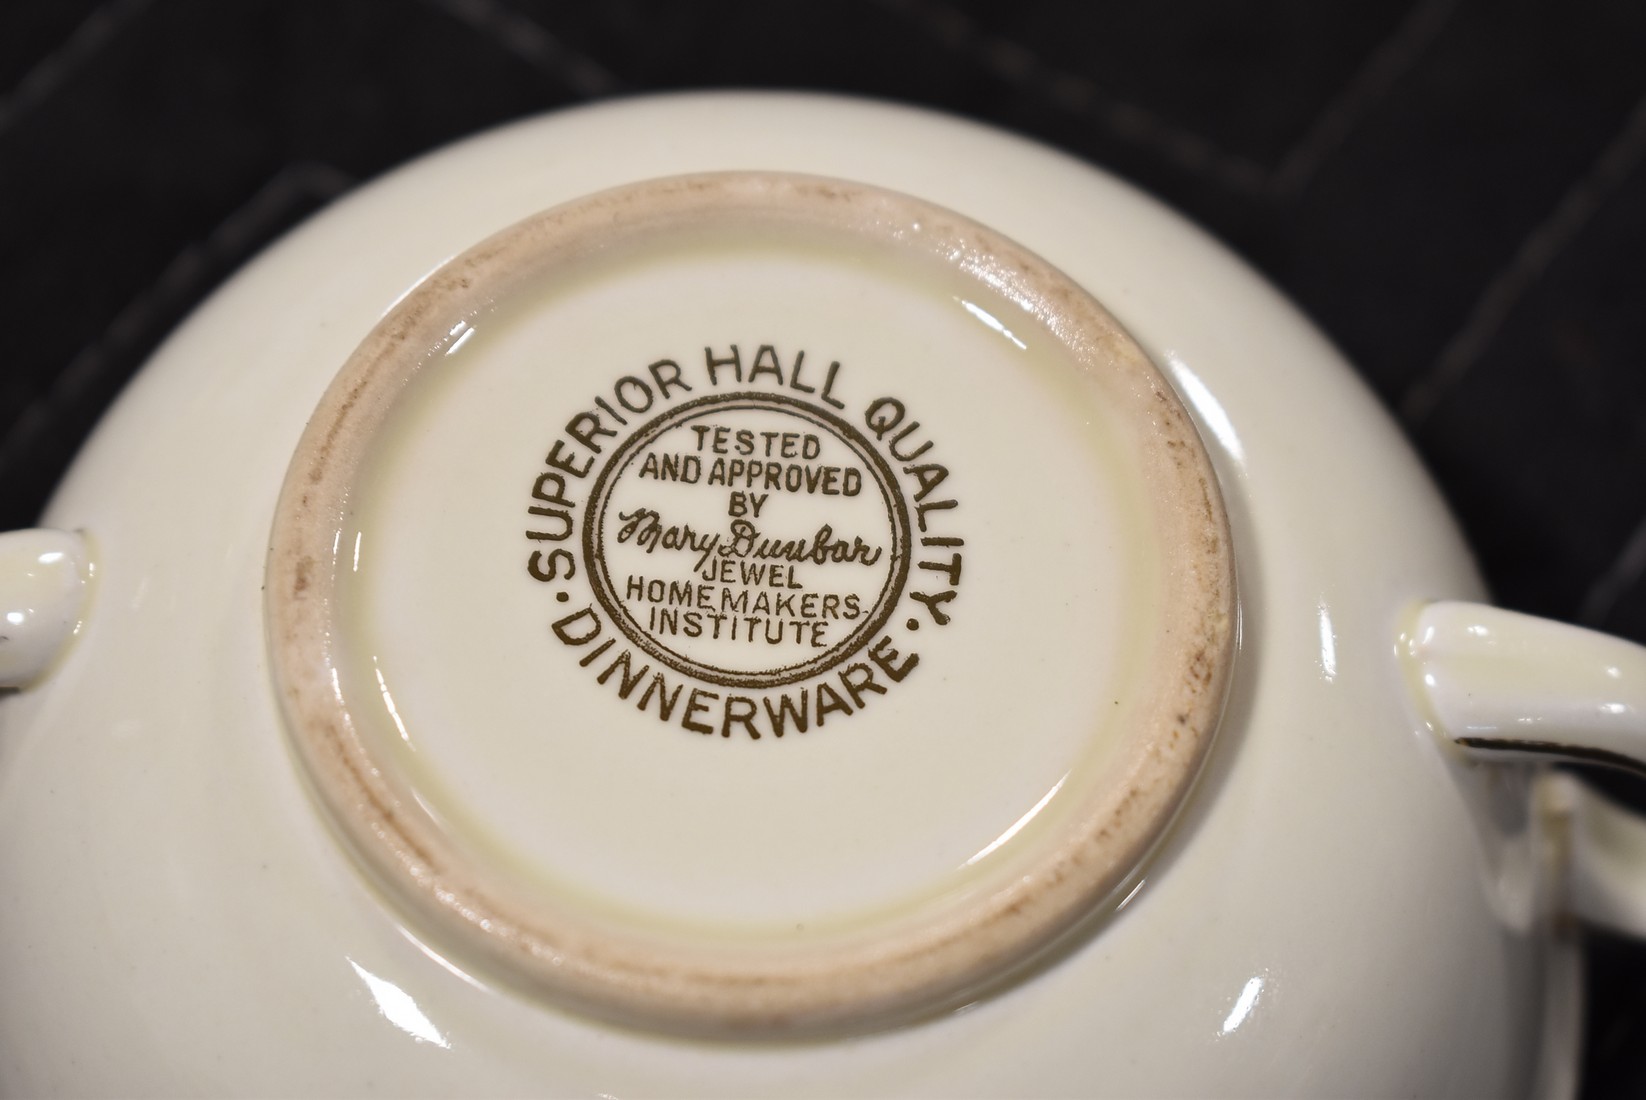 SUPERIOR HALL QUALITY
TESTED
AND APPROVED
BY
Mary Dunbar
JEWEL
HOMEMAKERS
INSTITUTE
· DINNERWARE ·